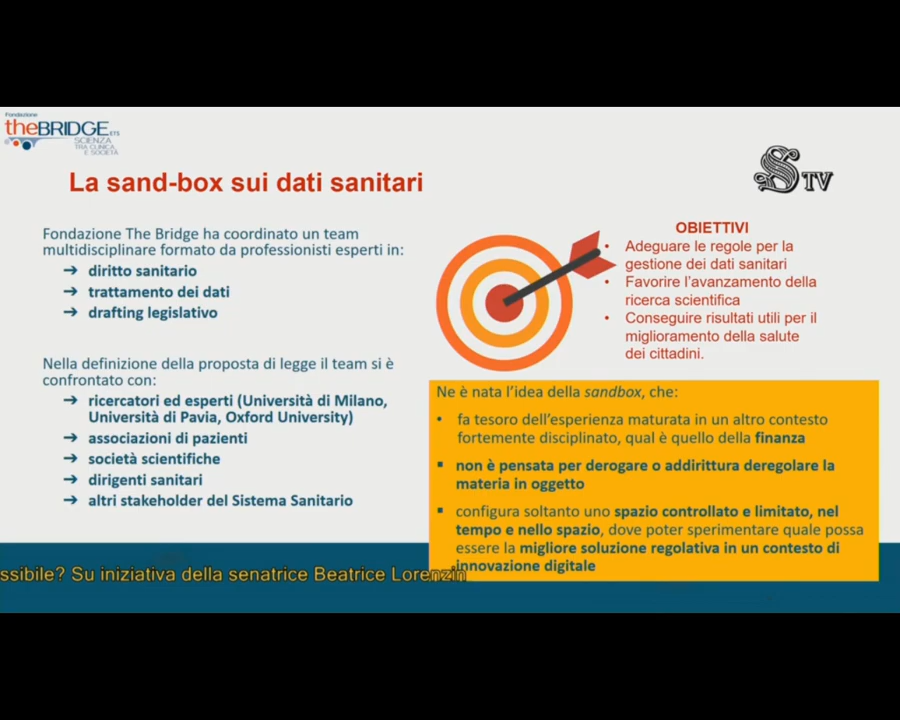 Fondazione
theBRIDGE ETS
SCIENZA
TRA CLINICA
E SOCIETÀ
La sand-box sui dati sanitari
S TV
Fondazione The Bridge ha coordinato un team
multidisciplinare formato da professionisti esperti in:
➔ diritto sanitario
➔ trattamento dei dati
➔ drafting legislativo
Nella definizione della proposta di legge il team si è
confrontato con:
➔ ricercatori ed esperti (Università di Milano,
Università di Pavia, Oxford University)
➔ associazioni di pazienti
➔ società scientifiche
➔ dirigenti sanitari
➔ altri stakeholder del Sistema Sanitario
OBIETTIVI
• Adeguare le regole per la
gestione dei dati sanitari
• Favorire l'avanzamento della
ricerca scientifica
• Conseguire risultati utili per il
miglioramento della salute
dei cittadini.
Ne è nata l'idea della sandbox, che:
• fa tesoro dell'esperienza maturata in un altro contesto
fortemente disciplinato, qual è quello della finanza
▪ non è pensata per derogare o addirittura deregolare la
materia in oggetto
▪ configura soltanto uno spazio controllato e limitato, nel
tempo e nello spazio, dove poter sperimentare quale possa
essere la migliore soluzione regolativa in un contesto di
innovazione digitale
ssibile? Su iniziativa della senatrice Beatrice Lorenzin